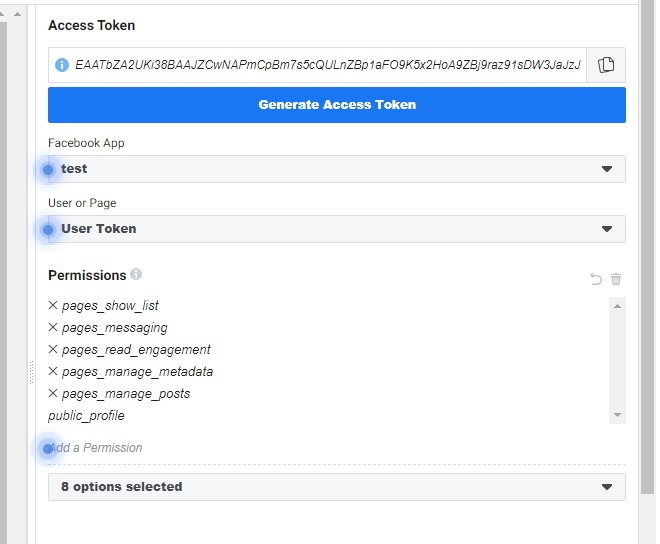 Access Token
EAATbZA2UKi38BAAJZCwNAPmCpBm7s5cQULnZBp1aFO9K5x2HoA9ZBj9raz91sDW3JaJzJ
Generate Access Token
Facebook App
test
User or Page
User Token
Permissions
pages_show_list
pages_messaging
pages_read_engagement
pages_manage_metadata
pages_manage_posts
public_profile
Add a Permission
8 options selected